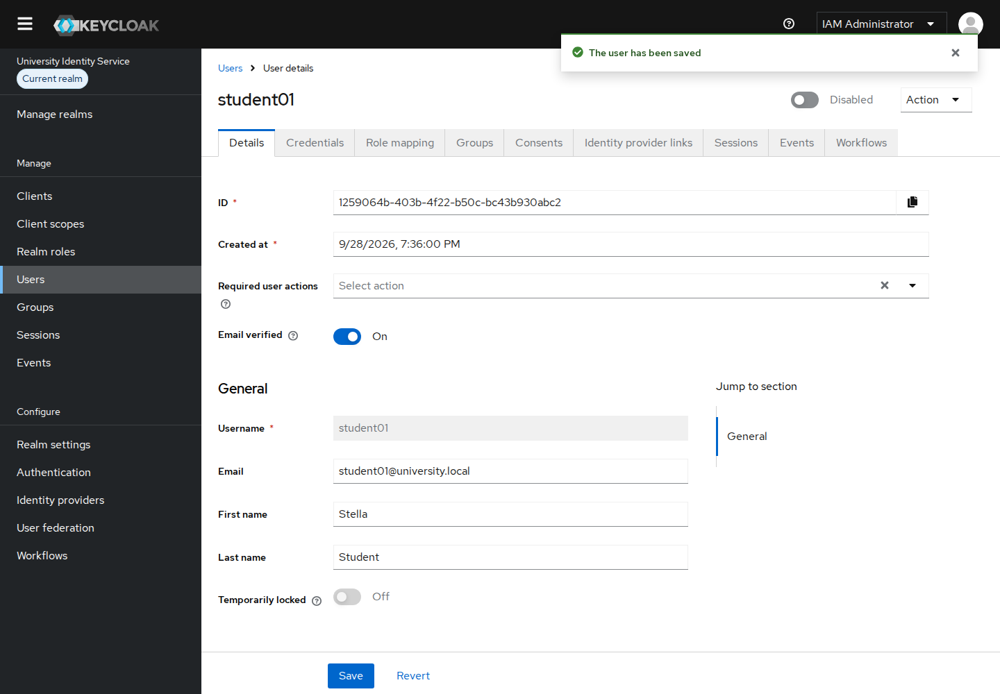 KEYCLOAK
IAM Administrator
The user has been saved
University Identity Service
Current realm
Manage realms
Manage
Clients
Client scopes
Realm roles
Users
Groups
Sessions
Events
Configure
Realm settings
Authentication
Identity providers
User federation
Workflows
Users User details
student01
Disabled
Action
Details Credentials Role mapping Groups Consents Identity provider links Sessions Events Workflows
ID * 1259064b-403b-4f22-b50c-bc43b930abc2
Created at * 9/28/2026, 7:36:00 PM
Required user actions Select action
Email verified On
General
Jump to section
General
Username * student01
Email student01@university.local
First name Stella
Last name Student
Temporarily locked Off
Save Revert